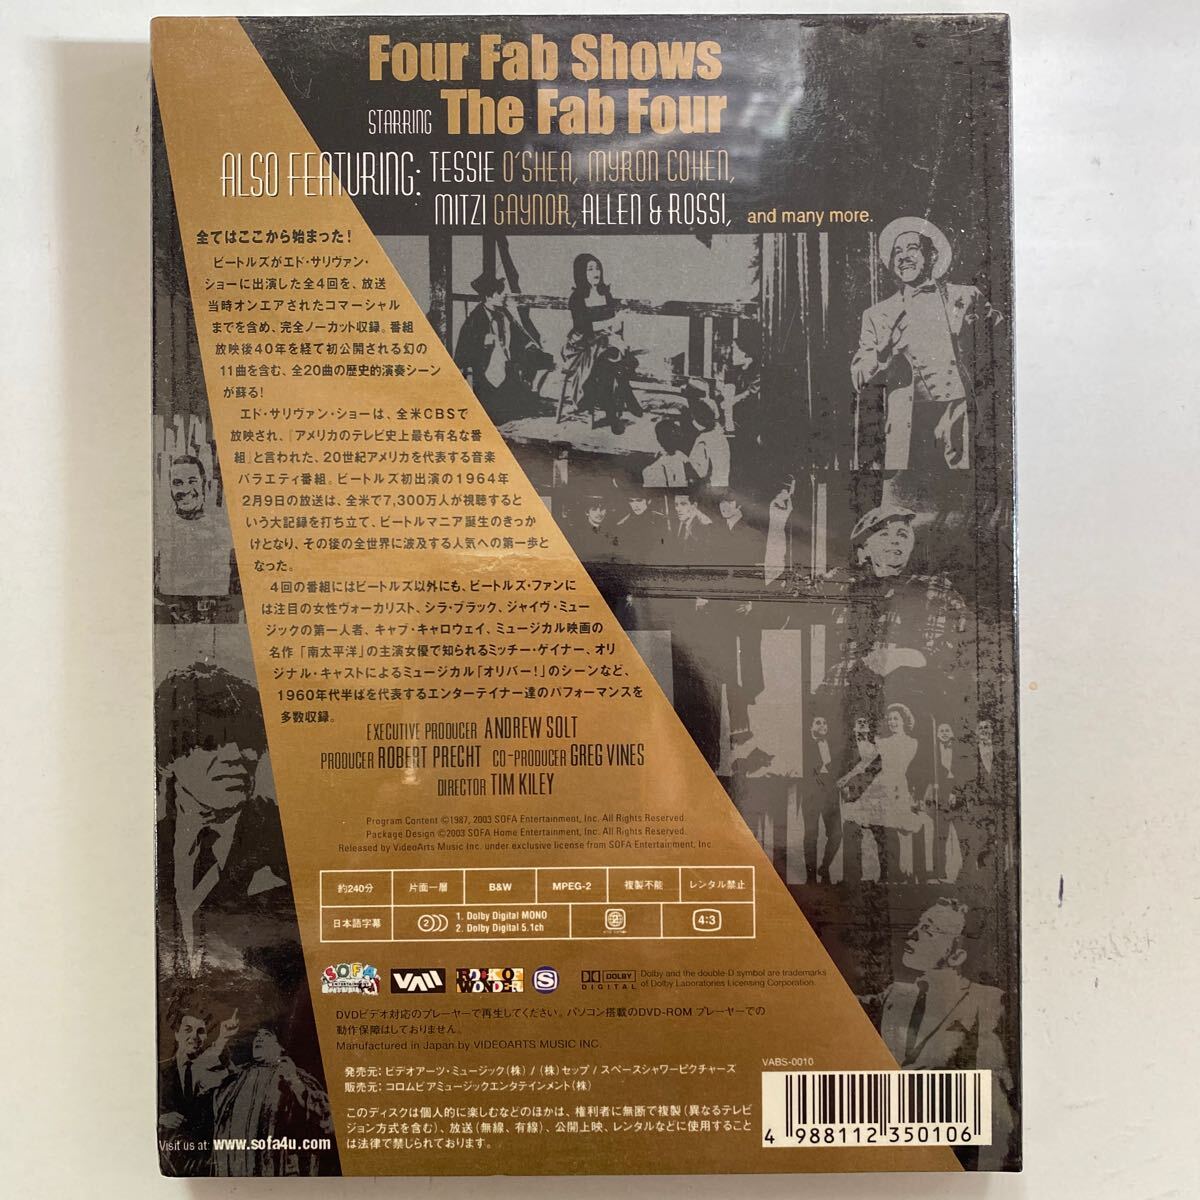 Four Fab Shows
STARRING The Fab Four
ALSO FEATURING: TESSIE O'SHEA, MYRON COHEN,
MITZI GAYNOR, ALLEN & ROSSI, and many more.
全てはここから始まった!
ビートルズがエド・サリヴァン・
ショーに出演した全4回を、放送
当時オンエアされたコマーシャル
までを含め、完全ノーカット収録。番組
放映後40年を経て初公開される幻の
11曲を含む、全20曲の歴史的演奏シーン
が蘇る!
エド・サリヴァン・ショーは、全米CBSで
放映され、『アメリカのテレビ史上最も有名な番
組』と言われた、20世紀アメリカを代表する音楽
バラエティ番組。ビートルズ初出演の1964年
2月9日の放送は、全米で7,300万人が視聴すると
いう大記録を打ち立て、ビートルマニア誕生のきっか
けとなり、その後の全世界に波及する人気への第一歩と
なった。
4回の番組にはビートルズ以外にも、ビートルズ・ファンに
は注目の女性ヴォーカリスト、シラ・ブラック、ジャイヴ・ミュー
ジックの第一人者、キャブ・キャロウェイ、ミュージカル映画の
名作「南太平洋」の主演女優で知られるミッチー・ゲイナー、オリ
ジナル・キャストによるミュージカル「オリバー!」のシーンなど、
1960年代半ばを代表するエンターテイナー達のパフォーマンスを
多数収録。
EXECUTIVE PRODUCER ANDREW SOLT
PRODUCER ROBERT PRECHT CO-PRODUCER GREG VINES
DIRECTOR TIM KILEY
Program Content ©1987, 2003 SOFA Entertainment, Inc. All Rights Reserved.
Package Design ©2003 SOFA Home Entertainment, Inc. All Rights Reserved.
Released by VideoArts Music Inc. under exclusive license from SOFA Entertainment, Inc.
約240分 片面一層 B&W MPEG-2 複製不能 レンタル禁止
日本語字幕 2 1. Dolby Digital MONO 2 4:3
2. Dolby Digital 5.1ch
SOFA ENTERTAINMENT VAM S DOLBY DIGITAL Dolby and the double-D symbol are trademarks
of Dolby Laboratories Licensing Corporation.
DVDビデオ対応のプレーヤーで再生してください。パソコン搭載のDVD-ROM プレーヤーでの
動作保障はしておりません。
Manufactured in Japan by VIDEOARTS MUSIC INC.
発売元:ビデオアーツ・ミュージック(株) / (株)セップ / スペースシャワーピクチャーズ
販売元:コロムビアミュージックエンタテインメント(株)
このディスクは個人的に楽しむなどのほかは、権利者に無断で複製(異なるテレビ
ジョン方式を含む)、放送(無線、有線)、公開上映、レンタルなどに使用すること
は法律で禁じられております。
Visit us at: www.sofa4u.com
VABS-0010
4 988112 350106